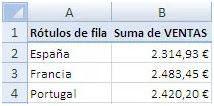 A B
1 Rótulos de fila Suma de VENTAS
2 España 2.314,93 €
3 Francia 2.483,45 €
4 Portugal 2.420,20 €